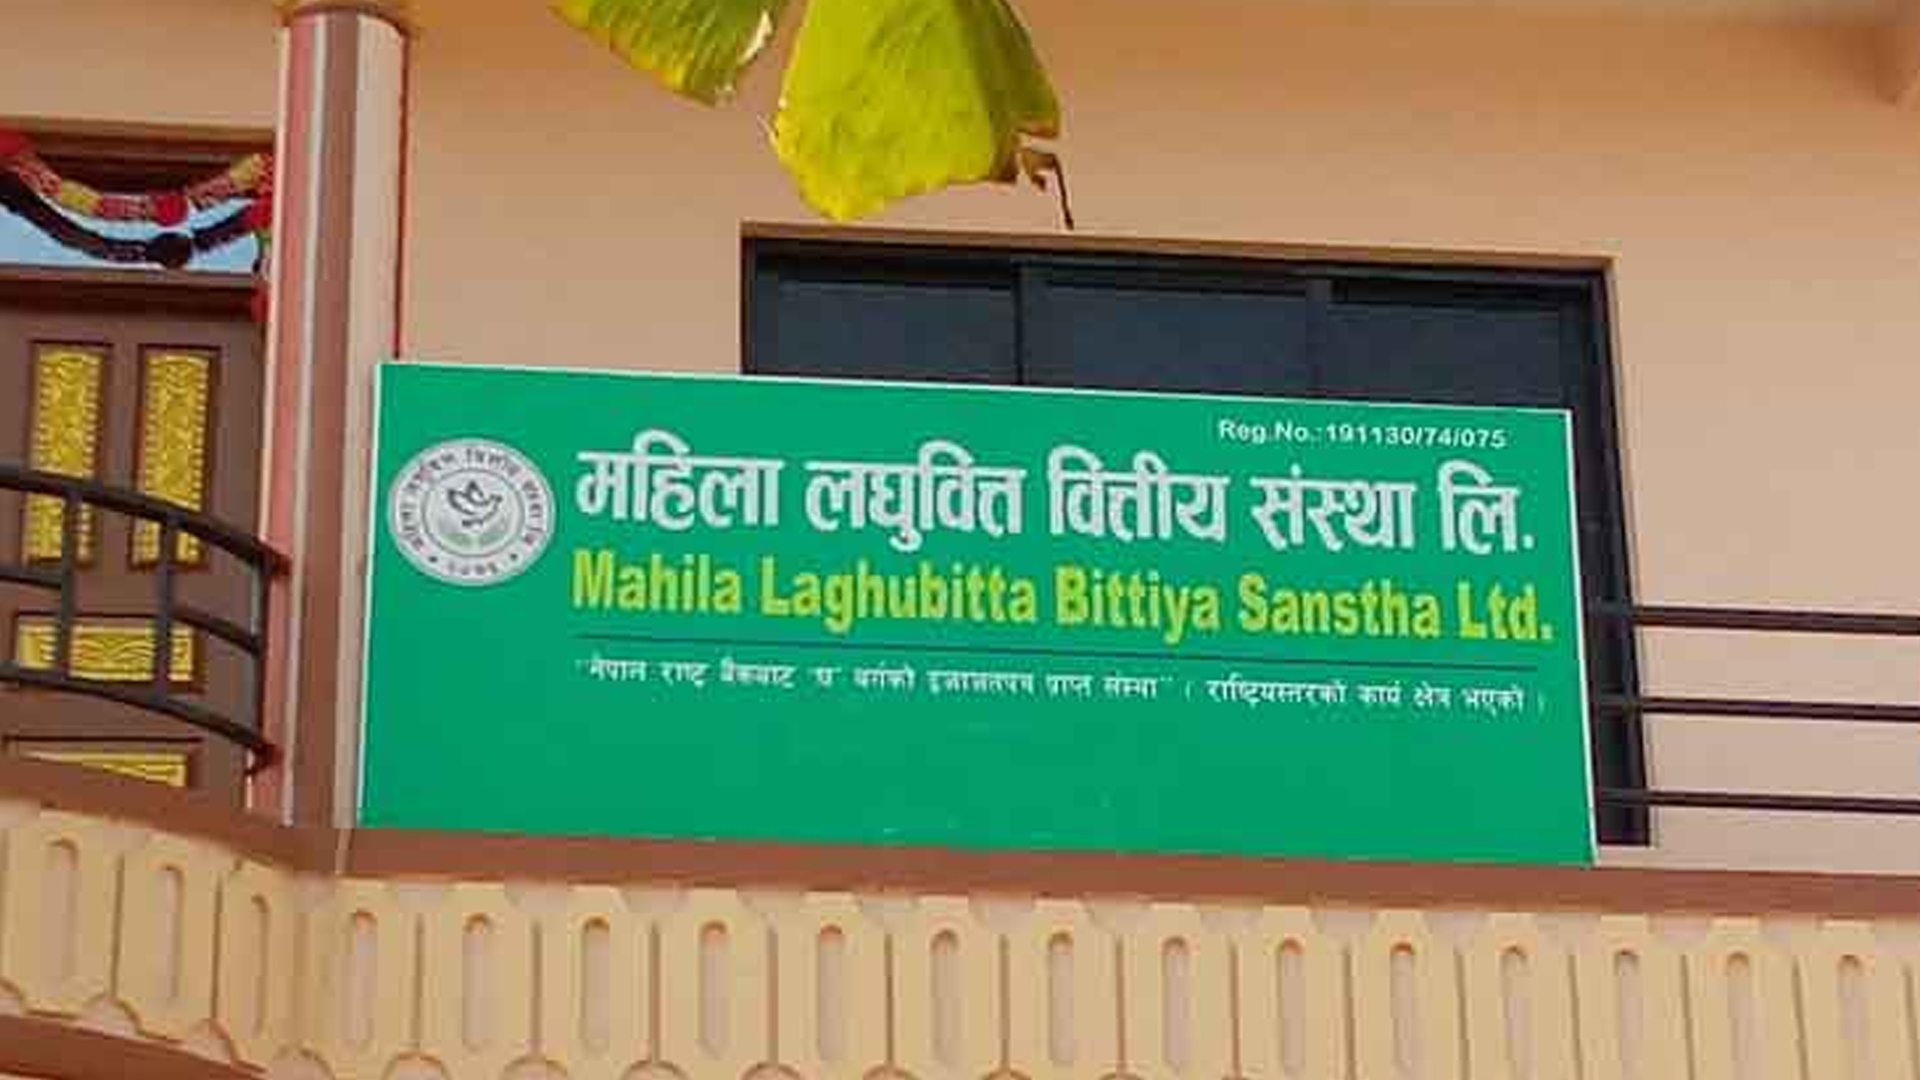 Reg.No.:191130/74/075
महिला लघुवित्त वित्तीय संस्था लि.
Mahila Laghubitta Bittiya Sanstha Ltd.
"नेपाल राष्ट्र बैंकबाट 'घ' वर्गको इजाजतपत्र प्राप्त संस्था" ( राष्ट्रियस्तरको कार्य क्षेत्र भएको )